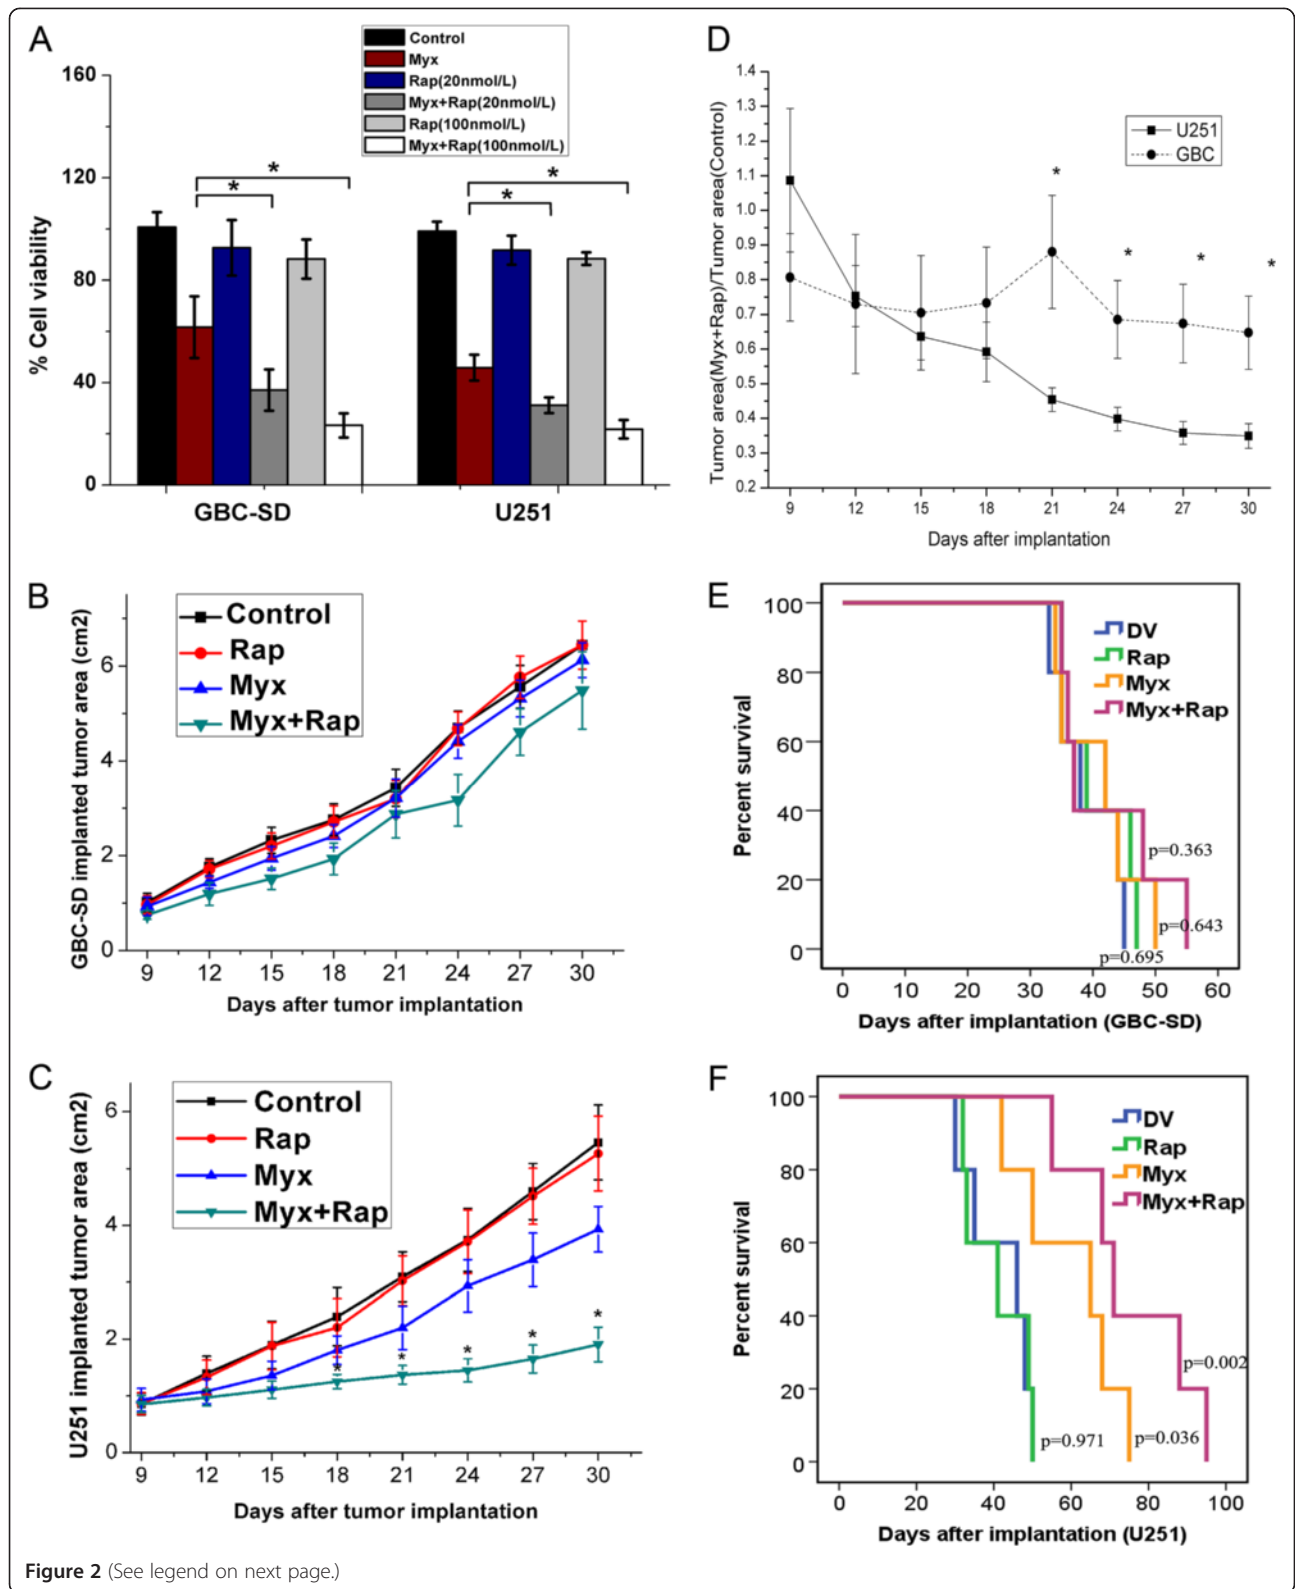 A
Control
Myx
Rap(20nmol/L)
Myx+Rap(20nmol/L)
Rap(100nmol/L)
Myx+Rap(100nmol/L)
% Cell viability
160
120
80
40
0
*
*
*
*
GBC-SD
U251
D
Tumor area(Myx+Rap)/Tumor area(Control)
1.4
1.3
1.2
1.1
1.0
0.9
0.8
0.7
0.6
0.5
0.4
0.3
0.2
U251
GBC
*
*
*
*
9 12 15 18 21 24 27 30
Days after implantation
B
GBC-SD implanted tumor area (cm2)
Control
Rap
Myx
Myx+Rap
6
4
2
0
9 12 15 18 21 24 27 30
Days after tumor implantation
E
Percent survival
100
80
60
40
20
0
DV
Rap
Myx
Myx+Rap
p=0.363
p=0.643
p=0.695
0 10 20 30 40 50 60
Days after implantation (GBC-SD)
C
U251 implanted tumor area (cm2)
Control
Rap
Myx
Myx+Rap
6
4
2
0
*
*
*
*
*
9 12 15 18 21 24 27 30
Days after tumor implantation
F
Percent survival
100
80
60
40
20
0
DV
Rap
Myx
Myx+Rap
p=0.002
p=0.971
p=0.036
0 20 40 60 80 100
Days after implantation (U251)
Figure 2 (See legend on next page.)